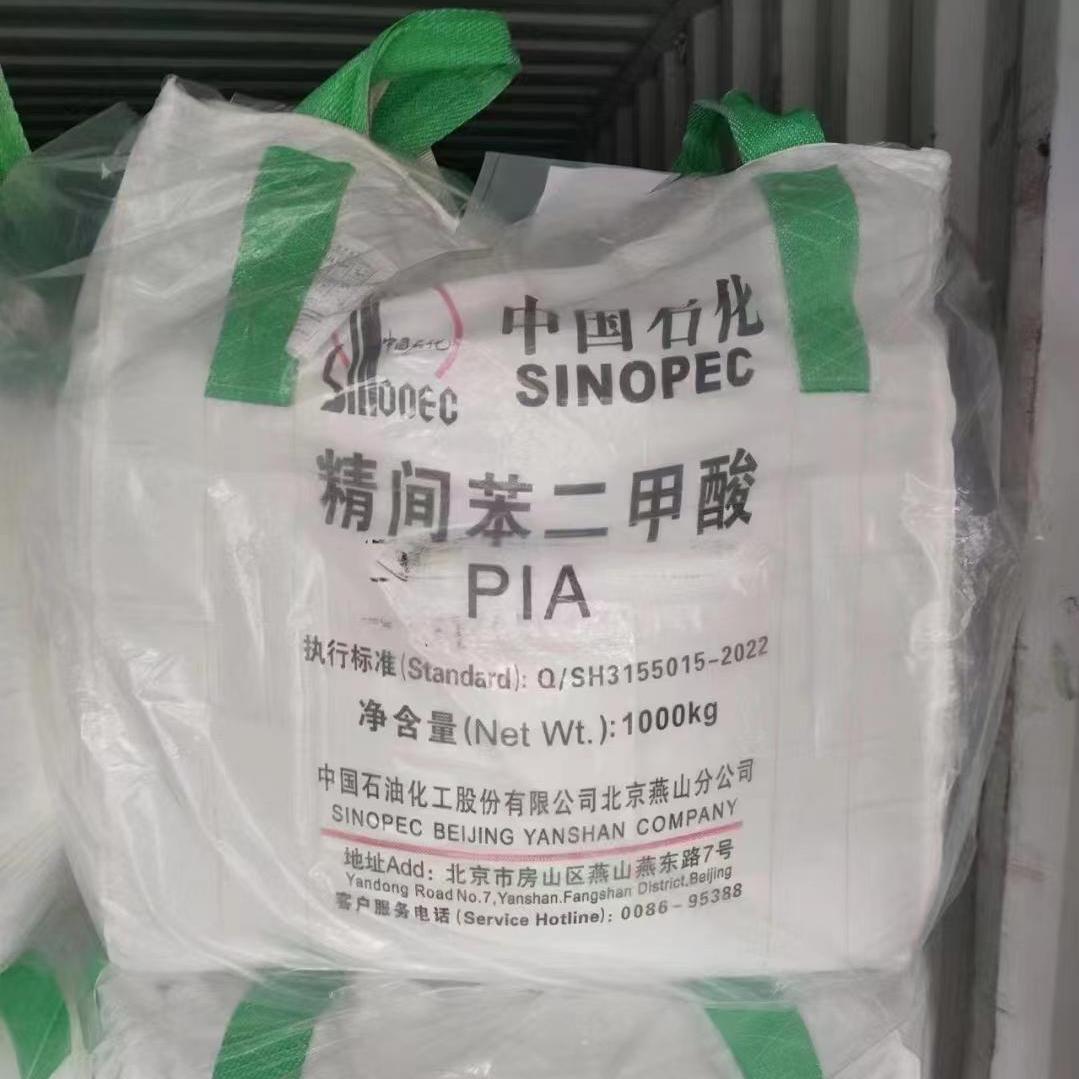 中国石化
SINOPEC
中国石化
SINOPEC
精间苯二甲酸
PIA
执行标准(Standard): Q/SH3155015-2022
净含量(Net Wt.):1000kg
中国石油化工股份有限公司北京燕山分公司
SINOPEC BEIJING YANSHAN COMPANY
地址Add: 北京市房山区燕山燕东路7号
Yandong Road No.7,Yanshan.Fangshan District,Beijing
客户服务电话(Service Hotline): 0086-95388